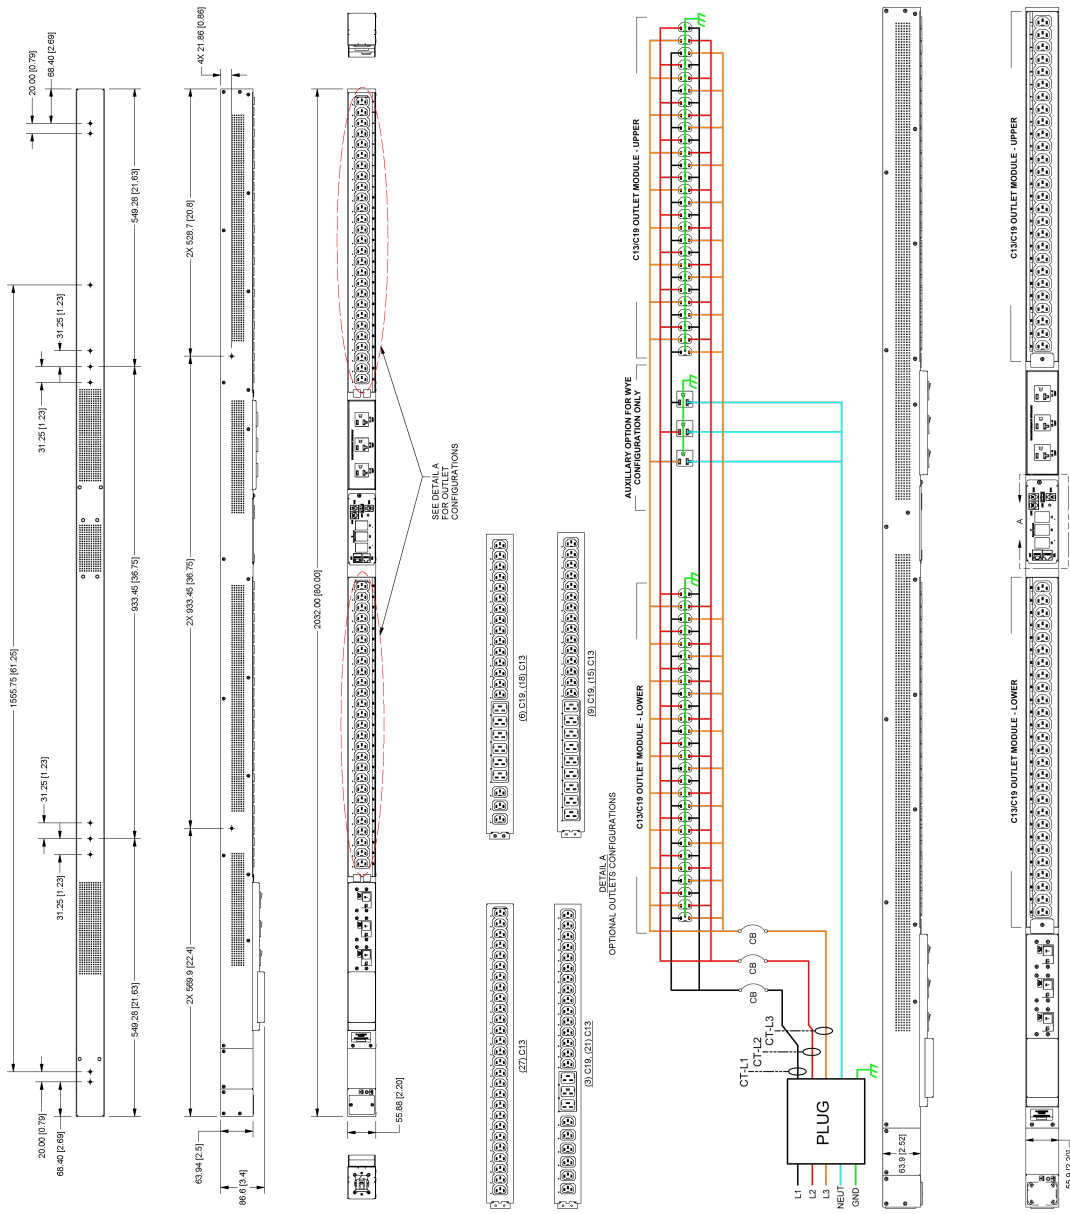 20.00 [0.79]
68.40 [2.69]
549.28 [21.63]
31.25 [1.23]
31.25 [1.23]
933.45 [36.75]
1555.75 [61.25]
31.25 [1.23]
31.25 [1.23]
549.28 [21.63]
20.00 [0.79]
68.40 [2.69]
4X 21.86 [0.86]
2X 528.7 [20.8]
2X 933.45 [36.75]
2X 569.9 [22.4]
63.94 [2.5]
86.6 [3.4]
2032.00 [80.00]
55.88 [2.20]
SEE DETAIL A
FOR OUTLET
CONFIGURATIONS
(6) C19, (18) C13
(9) C19, (15) C13
(27) C13
(3) C19, (21) C13
DETAIL A
OPTIONAL OUTLETS CONFIGURATIONS
C13/C19 OUTLET MODULE - UPPER
AUXILLARY OPTION FOR WYE
CONFIGURATION ONLY
C13/C19 OUTLET MODULE - LOWER
CB
CB
CB
CT-L1
CT-L2
CT-L3
PLUG
L1
L2
L3
NEUT
GND
63.9 [2.52]
C13/C19 OUTLET MODULE - UPPER
A
C13/C19 OUTLET MODULE - LOWER
55.9 [2.20]